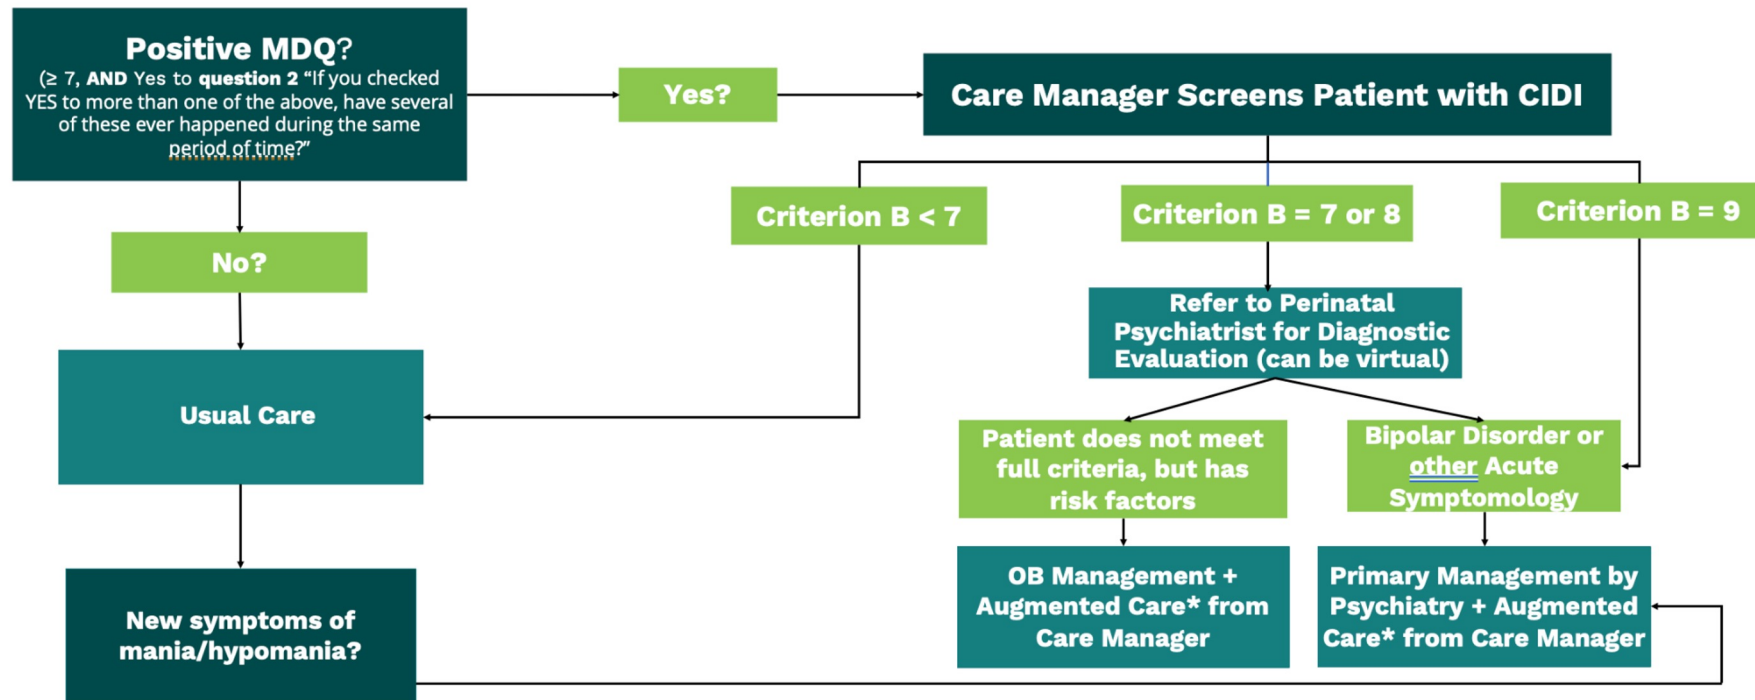 Positive MDQ?
(≥ 7, AND Yes to question 2 “If you checked
YES to more than one of the above, have several
of these ever happened during the same
period of time?”
Yes?
Care Manager Screens Patient with CIDI
Criterion B < 7
Criterion B = 7 or 8
Criterion B = 9
No?
Refer to Perinatal
Psychiatrist for Diagnostic
Evaluation (can be virtual)
Usual Care
Patient does not meet
full criteria, but has
risk factors
Bipolar Disorder or
other Acute
Symptomology
OB Management +
Augmented Care* from
Care Manager
Primary Management by
Psychiatry + Augmented
Care* from Care Manager
New symptoms of
mania/hypomania?